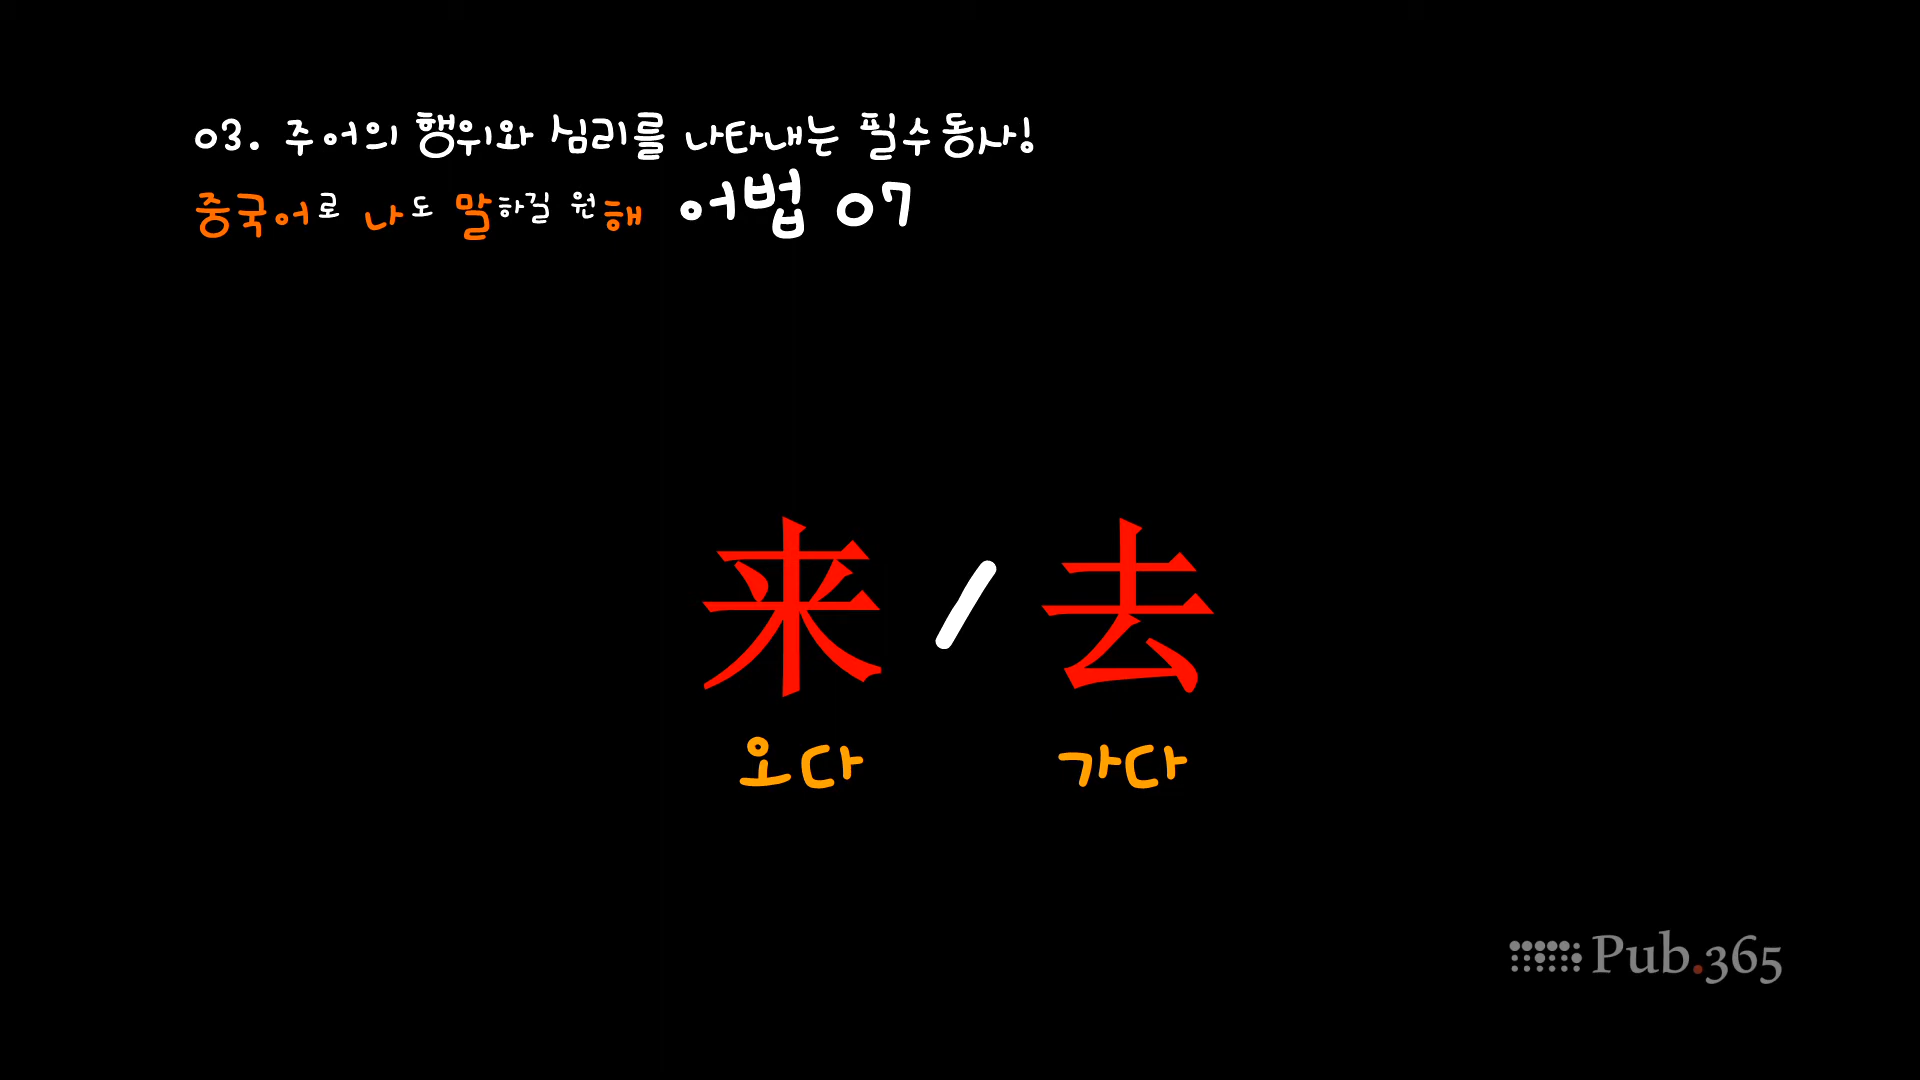 03. 주어의 행위와 심리를 나타내는 필수동사!
중국어로 나도 말하길 원해 어법 07
来 / 去
오다 가다
Pub.365